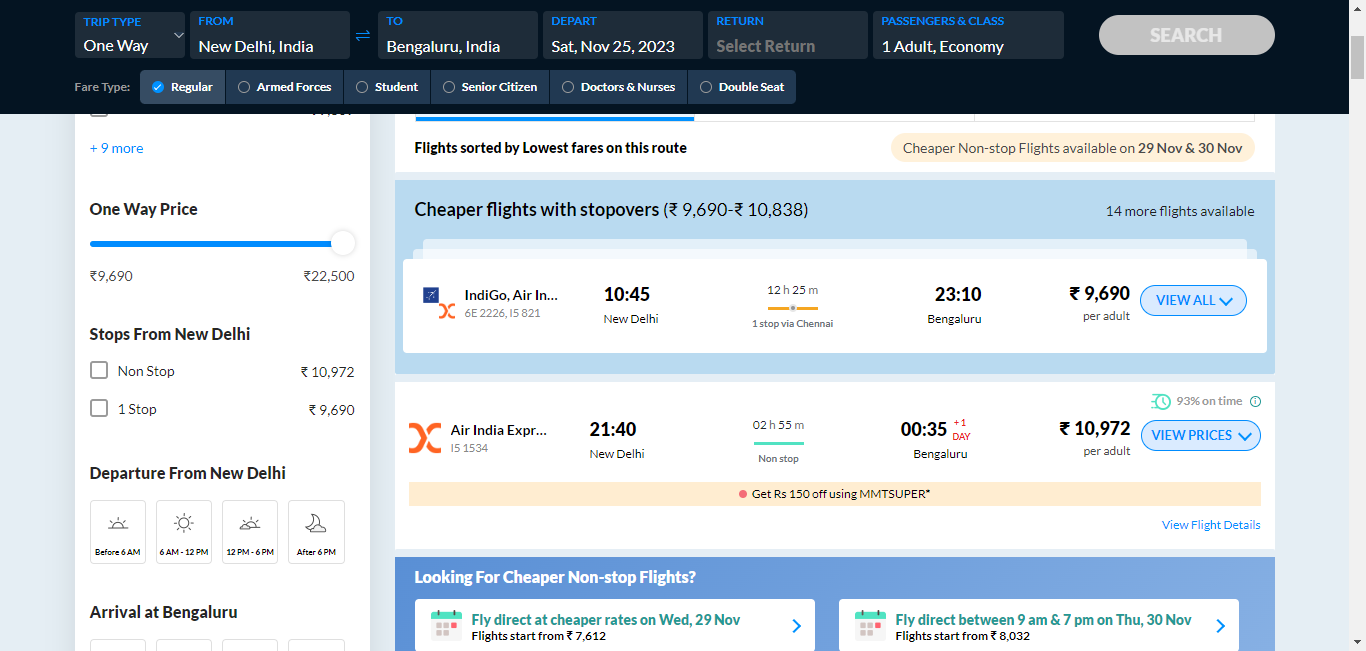 TRIP TYPE
One Way
FROM
New Delhi, India
TO
Bengaluru, India
DEPART
Sat, Nov 25, 2023
RETURN
Select Return
PASSENGERS & CLASS
1 Adult, Economy
SEARCH
Fare Type:
Regular
Armed Forces
Student
Senior Citizen
Doctors & Nurses
Double Seat
+ 9 more
One Way Price
₹9,690
₹22,500
Stops From New Delhi
Non Stop
₹ 10,972
1 Stop
₹ 9,690
Departure From New Delhi
Before 6 AM
6 AM - 12 PM
12 PM - 6 PM
After 6 PM
Arrival at Bengaluru
Flights sorted by Lowest fares on this route
Cheaper Non-stop Flights available on 29 Nov & 30 Nov
Cheaper flights with stopovers (₹ 9,690-₹ 10,838)
14 more flights available
IndiGo, Air In...
6E 2226, I5 821
10:45
New Delhi
12 h 25 m
1 stop via Chennai
23:10
Bengaluru
₹ 9,690
per adult
VIEW ALL
93% on time
Air India Expr...
I5 1534
21:40
New Delhi
02 h 55 m
Non stop
00:35
+1
DAY
Bengaluru
₹ 10,972
per adult
VIEW PRICES
Get Rs 150 off using MMTSUPER*
View Flight Details
Looking For Cheaper Non-stop Flights?
Fly direct at cheaper rates on Wed, 29 Nov
Flights start from ₹ 7,612
Fly direct between 9 am & 7 pm on Thu, 30 Nov
Flights start from ₹ 8,032